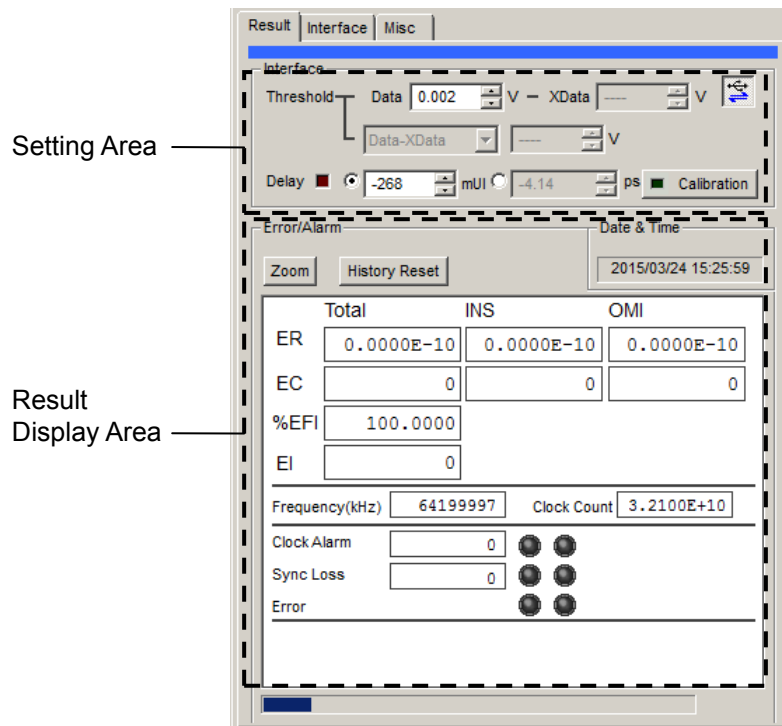 Result Interface Misc
Interface
Setting Area
Threshold Data 0.002 V – XData ---- V
Data-XData ---- V
Delay -268 mUI -4.14 ps Calibration
Error/Alarm Date & Time
Zoom History Reset 2015/03/24 15:25:59
Total INS OMI
ER 0.0000E-10 0.0000E-10 0.0000E-10
EC 0 0 0
Result
Display Area
%EFI 100.0000
EI 0
Frequency(kHz) 64199997 Clock Count 3.2100E+10
Clock Alarm 0
Sync Loss 0
Error